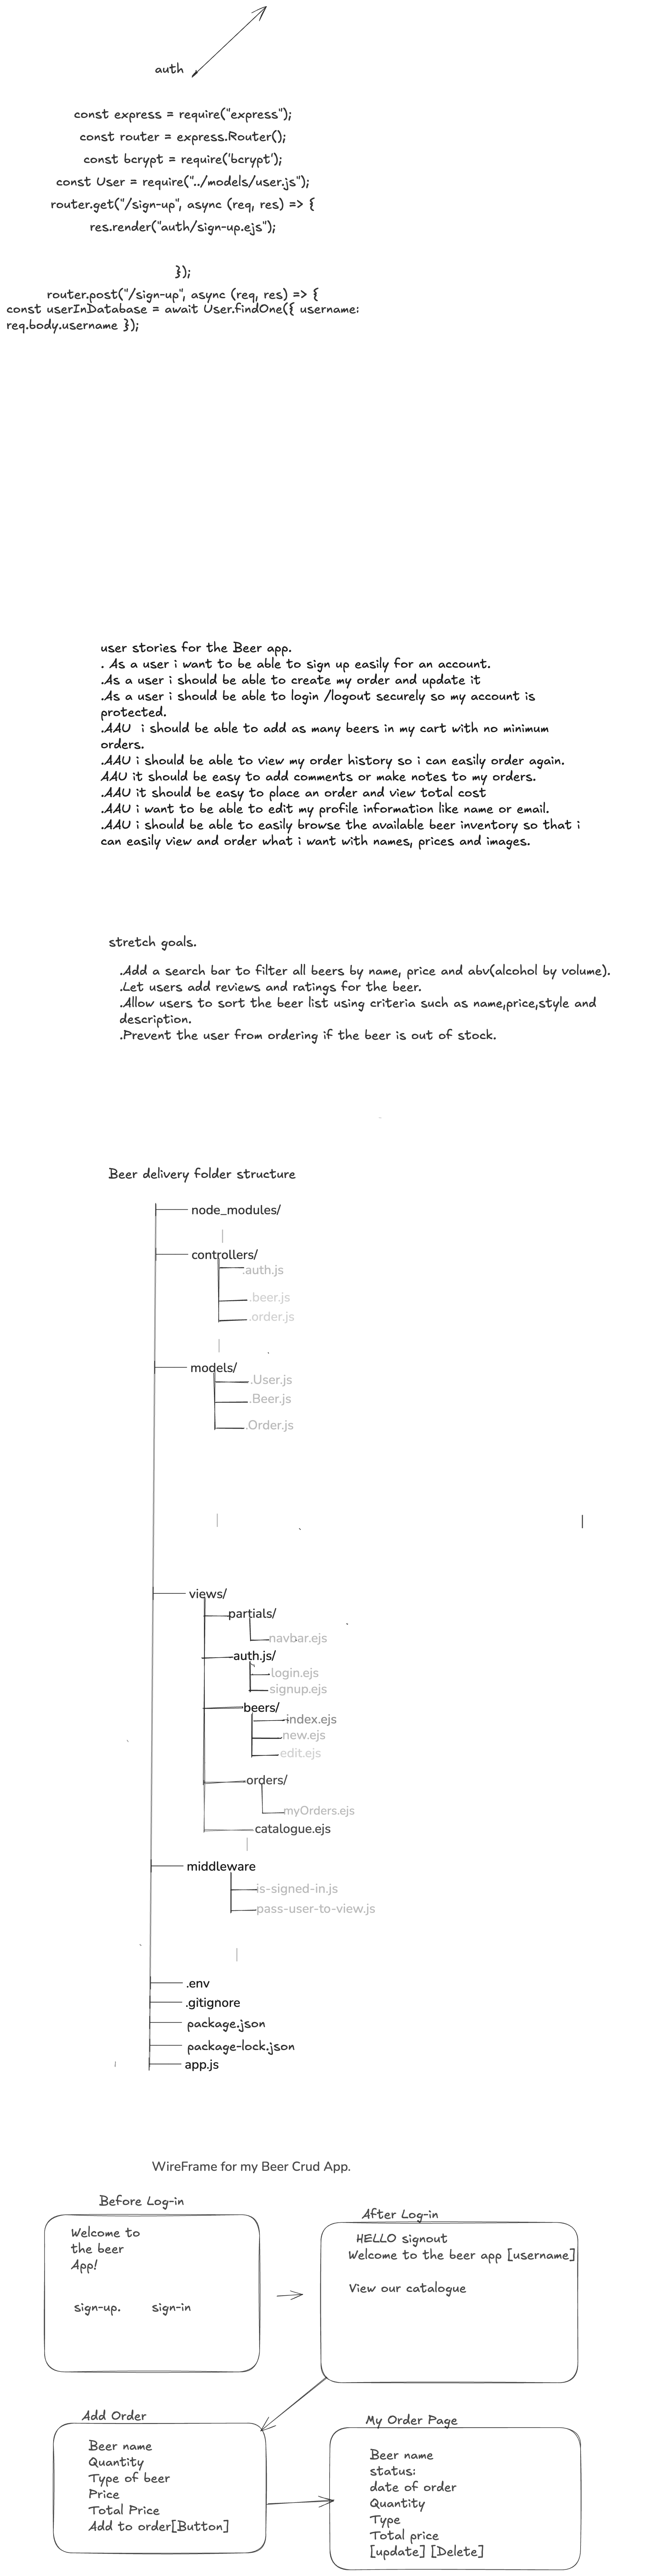 auth
const express = require("express");
const router = express.Router();
const bcrypt = require('bcrypt');
const User = require("../models/user.js");
router.get("/sign-up", async (req, res) => {
res.render("auth/sign-up.ejs");
});
router.post("/sign-up", async (req, res) => {
const userInDatabase = await User.findOne({ username:
req.body.username });
user stories for the Beer app.
. As a user i want to be able to sign up easily for an account.
.As a user i should be able to create my order and update it
.As a user i should be able to login /logout securely so my account is
protected.
.AAU  i should be able to add as many beers in my cart with no minimum
orders.
.AAU i should be able to view my order history so i can easily order again.
AAU it should be easy to add comments or make notes to my orders.
.AAU it should be easy to place an order and view total cost
.AAU i want to be able to edit my profile information like name or email.
.AAU i should be able to easily browse the available beer inventory so that i
can easily view and order what i want with names, prices and images.
stretch goals.
.Add a search bar to filter all beers by name, price and abv(alcohol by volume).
.Let users add reviews and ratings for the beer.
.Allow users to sort the beer list using criteria such as name,price,style and
description.
.Prevent the user from ordering if the beer is out of stock.
Beer delivery folder structure
node_modules/
controllers/
.auth.js
.beer.js
.order.js
models/
.User.js
.Beer.js
.Order.js
views/
partials/
navbar.ejs
auth.js/
login.ejs
signup.ejs
beers/
index.ejs
new.ejs
edit.ejs
orders/
myOrders.ejs
catalogue.ejs
middleware
is-signed-in.js
pass-user-to-view.js
.env
.gitignore
package.json
package-lock.json
app.js
WireFrame for my Beer Crud App.
Before Log-in
Welcome to
the beer
App!
sign-up. sign-in
After Log-in
HELLO signout
Welcome to the beer app [username]
View our catalogue
Add Order
Beer name
Quantity
Type of beer
Price
Total Price
Add to order[Button]
My Order Page
Beer name
status:
date of order
Quantity
Type
Total price
[update] [Delete]